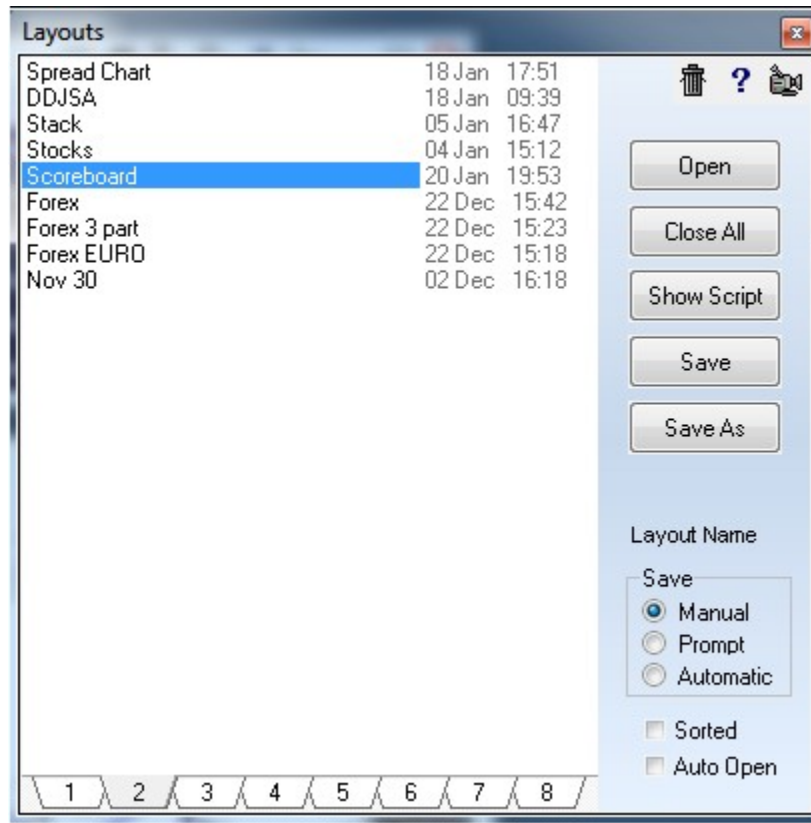 Layouts
Spread Chart 18 Jan 17:51
DDJSA 18 Jan 09:39
Stack 05 Jan 16:47
Stocks 04 Jan 15:12
Scoreboard 20 Jan 19:53
Forex 22 Dec 15:42
Forex 3 part 22 Dec 15:23
Forex EURO 22 Dec 15:18
Nov 30 02 Dec 16:18
?
Open
Close All
Show Script
Save
Save As
Layout Name
Save
Manual
Prompt
Automatic
Sorted
Auto Open
1 2 3 4 5 6 7 8